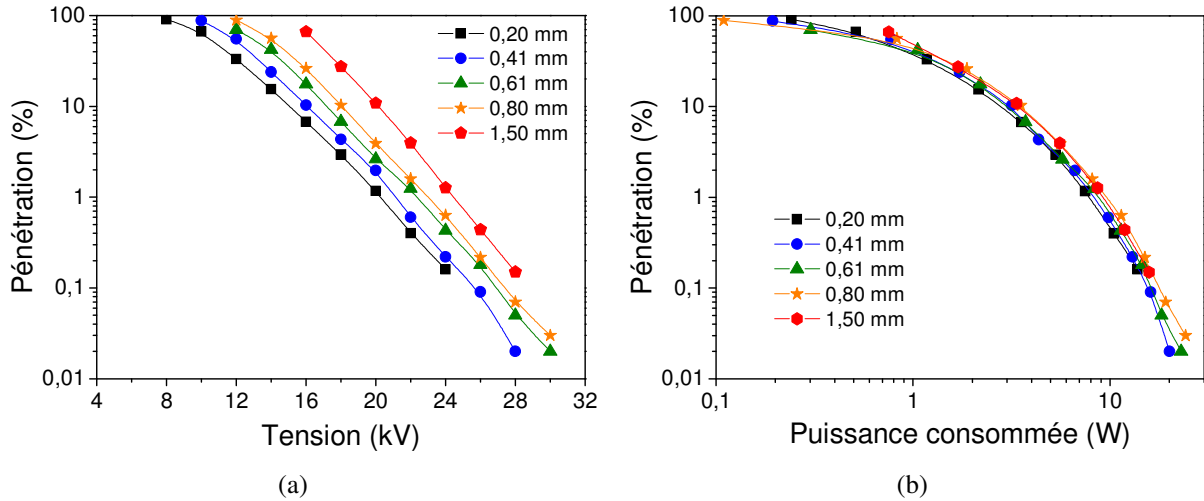 100
10
1
0,1
0,01
Pénétration (%)
4 8 12 16 20 24 28 32
Tension (kV)
0,20 mm
0,41 mm
0,61 mm
0,80 mm
1,50 mm
(a)
100
10
1
0,1
0,01
Pénétration (%)
0,1 1 10
Puissance consommée (W)
0,20 mm
0,41 mm
0,61 mm
0,80 mm
1,50 mm
(b)